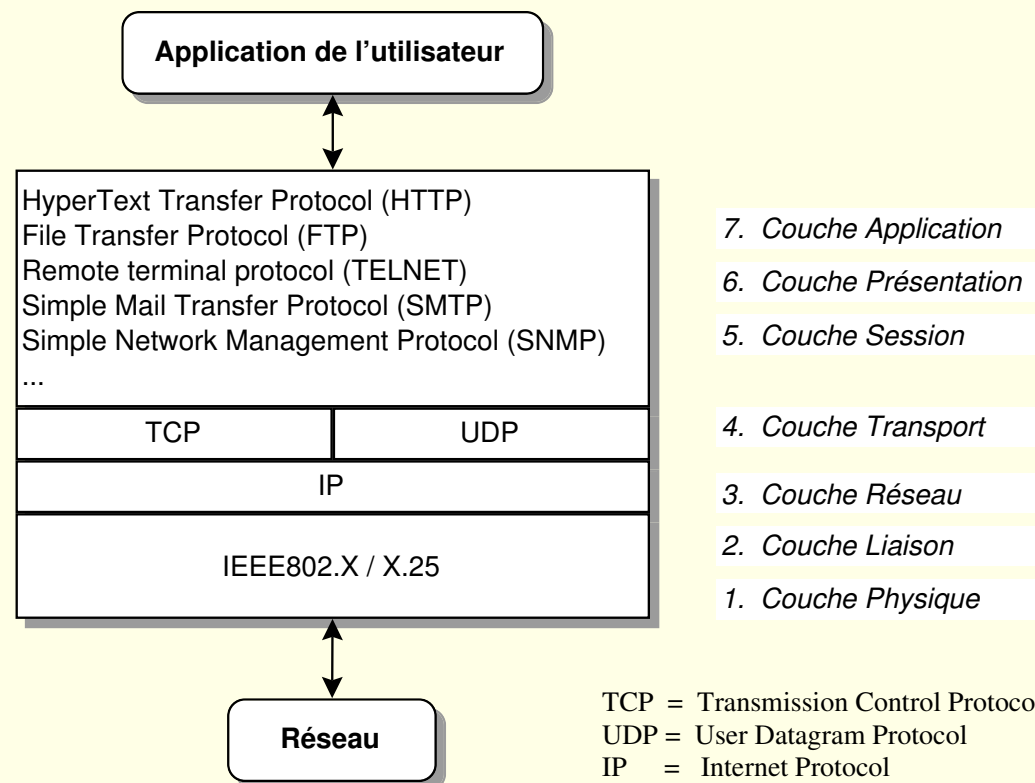 Application de l'utilisateur
HyperText Transfer Protocol (HTTP)
File Transfer Protocol (FTP)
Remote terminal protocol (TELNET)
Simple Mail Transfer Protocol (SMTP)
Simple Network Management Protocol (SNMP)
...
TCP
UDP
IP
IEEE802.X / X.25
7. Couche Application
6. Couche Présentation
5. Couche Session
4. Couche Transport
3. Couche Réseau
2. Couche Liaison
1. Couche Physique
Réseau
TCP = Transmission Control Protoco
UDP = User Datagram Protocol
IP = Internet Protocol